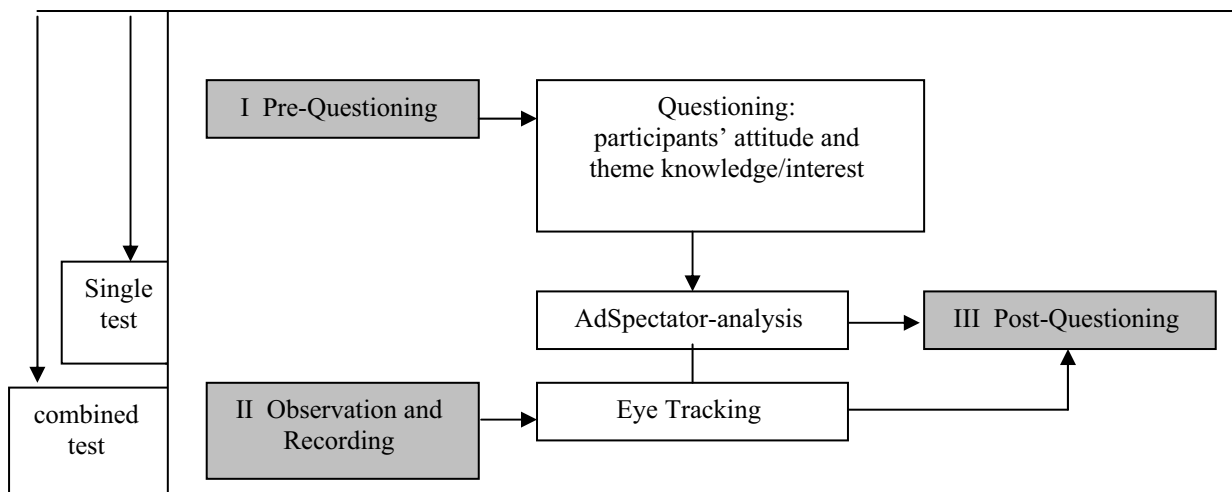 I Pre-Questioning
Questioning:
participants’ attitude and
theme knowledge/interest
Single
test
AdSpectator-analysis
III Post-Questioning
combined
test
II Observation and
Recording
Eye Tracking